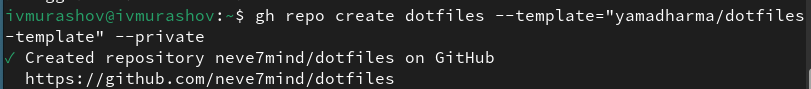 ivmurashov@ivmurashov:~$ gh repo create dotfiles --template="yamadharma/dotfiles
-template" --private
✓ Created repository neve7mind/dotfiles on GitHub
  https://github.com/neve7mind/dotfiles